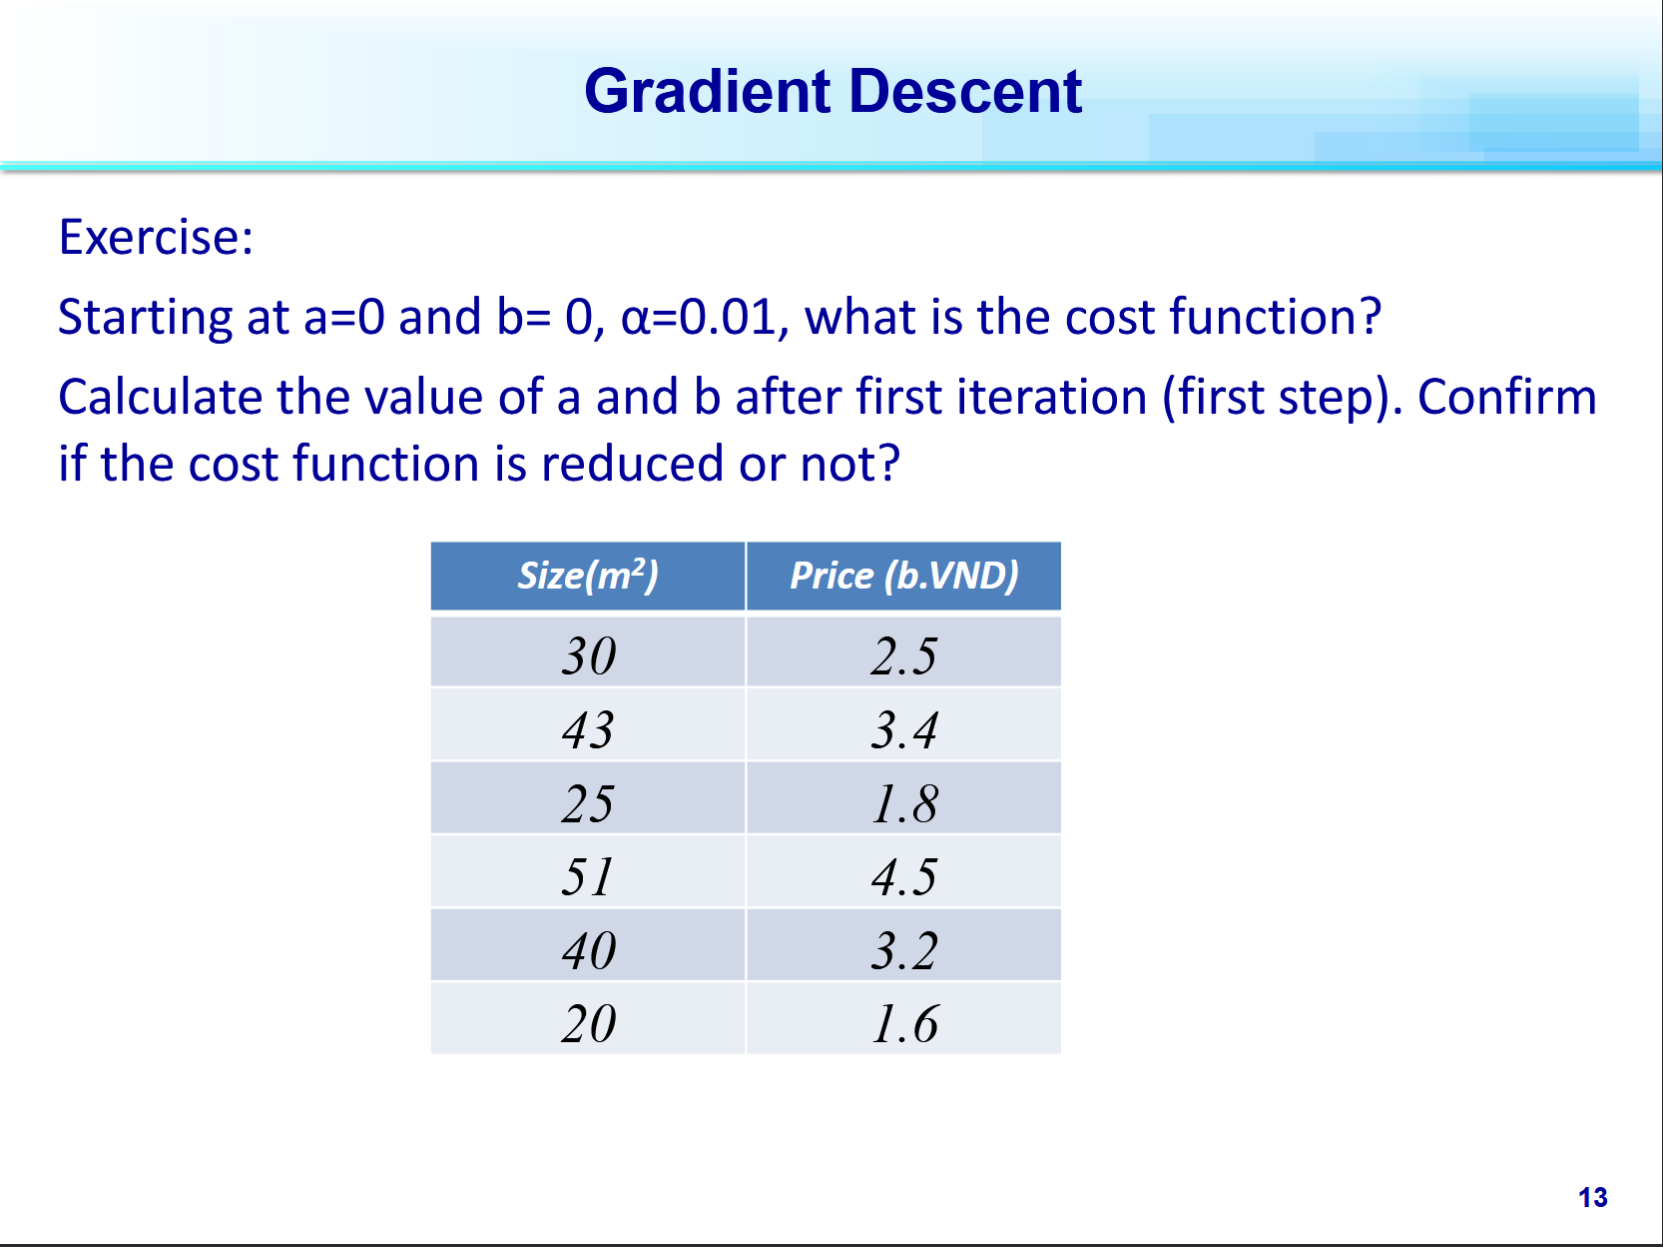 Gradient Descent
Exercise:
Starting at a=0 and b= 0, α=0.01, what is the cost function?
Calculate the value of a and b after first iteration (first step). Confirm
if the cost function is reduced or not?
Size(m²) Price (b.VND)
30 2.5
43 3.4
25 1.8
51 4.5
40 3.2
20 1.6
13